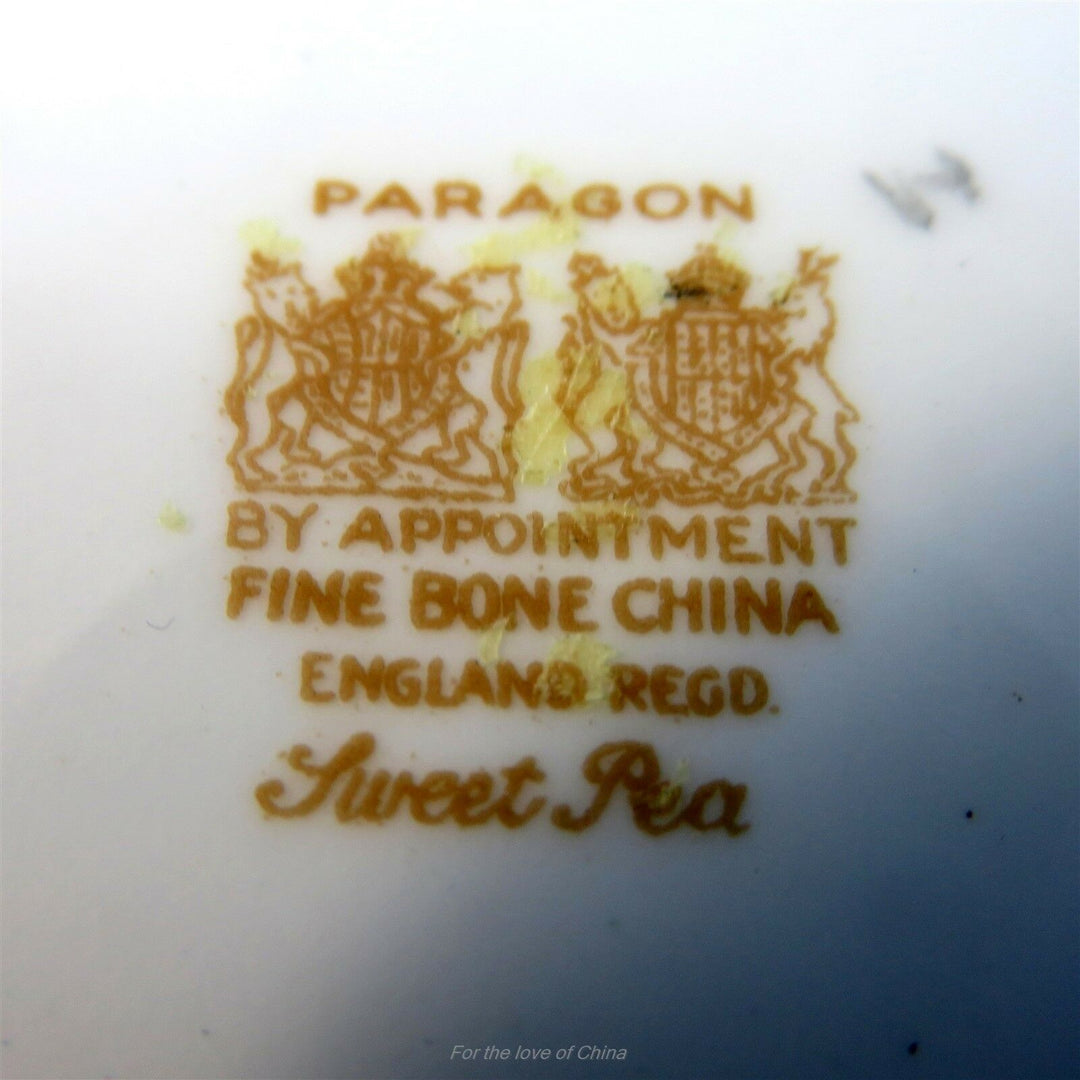 PARAGON
BY APPOINTMENT
FINE BONE CHINA
ENGLAND REGD.
Sweet Pea
For the love of China